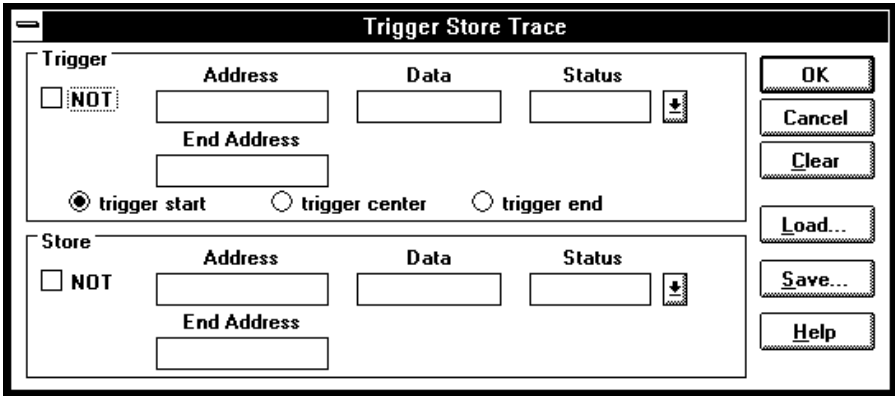 Trigger Store Trace
Trigger
Address Data Status
NOT
End Address
trigger start trigger center trigger end
Store
Address Data Status
NOT
End Address
OK
Cancel
Clear
Load...
Save...
Help